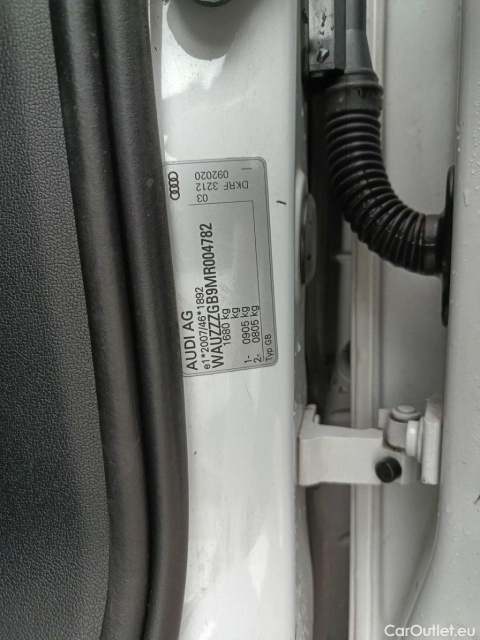 AUDI AG
e1*2007/46*1892
WAUZZZGB9MR004782
1680 kg
kg
1- 0905 kg
2- 0805 kg
Typ GB
03
DKRF 3212
092020
CarOutlet.eu